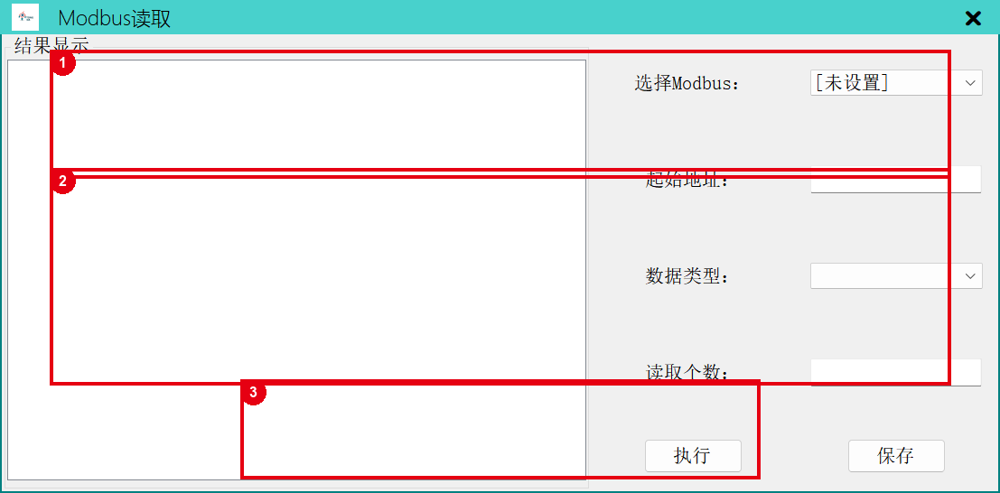 Modbus读取
结果显示
1
选择Modbus：
[未设置]
2
起始地址：
数据类型：
读取个数：
3
执行
保存